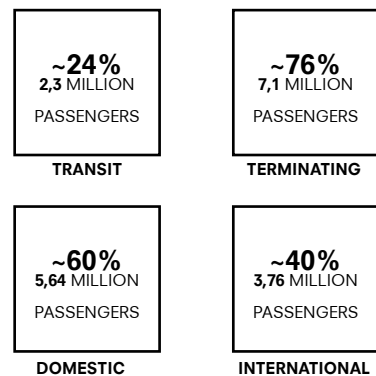 ~24%
2,3 MILLION
PASSENGERS
TRANSIT
~76%
7,1 MILLION
PASSENGERS
TERMINATING
~60%
5,64 MILLION
PASSENGERS
DOMESTIC
~40%
3,76 MILLION
PASSENGERS
INTERNATIONAL